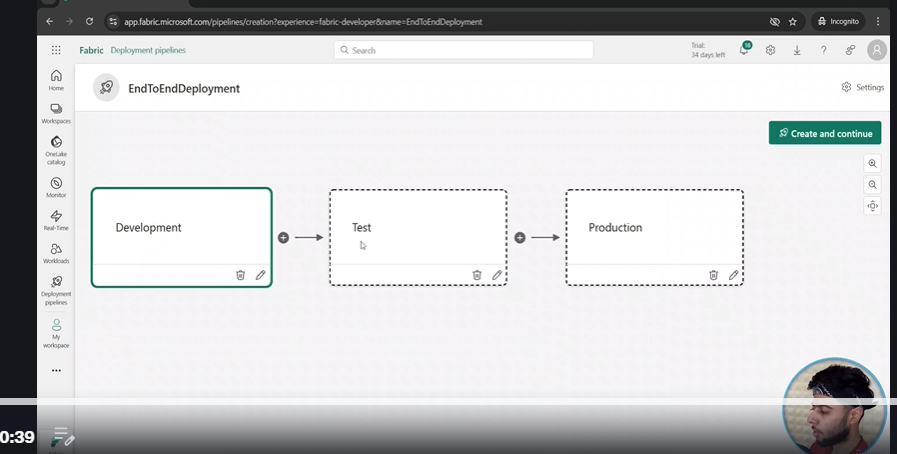 app.fabric.microsoft.com/pipelines/creation?experience=fabric-developer&name=EndToEndDeployment
Incognito
Fabric Deployment pipelines
Search
Trial:
34 days left
16
EndToEndDeployment
Settings
Home
Workspaces
OneLake
catalog
Monitor
Real-Time
Workloads
Deployment
pipelines
My
workspace
Create and continue
Development
Test
Production
0:39